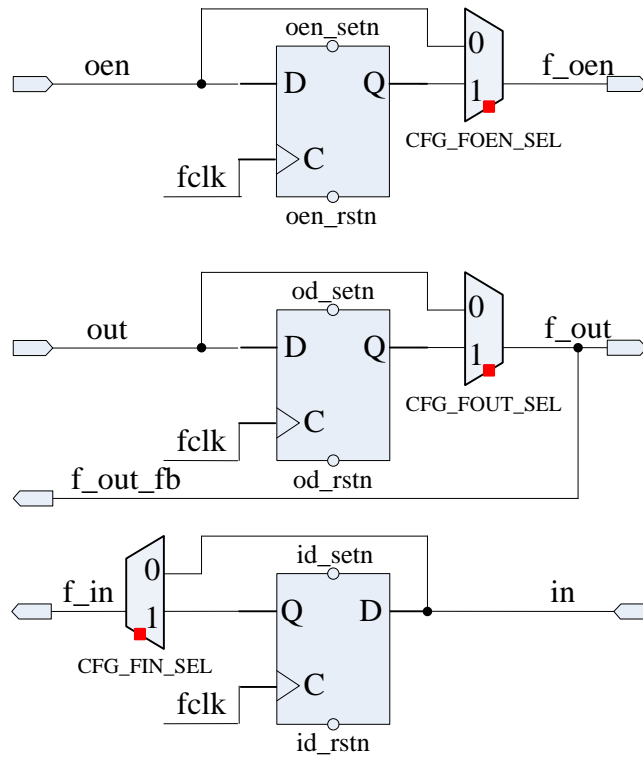 oen_setn
oen
D
Q
0
1
f_oen
CFG_FOEN_SEL
C
fclk
oen_rstn
od_setn
out
D
Q
0
1
f_out
CFG_FOUT_SEL
C
fclk
od_rstn
f_out_fb
id_setn
f_in
0
1
Q
D
in
CFG_FIN_SEL
C
fclk
id_rstn